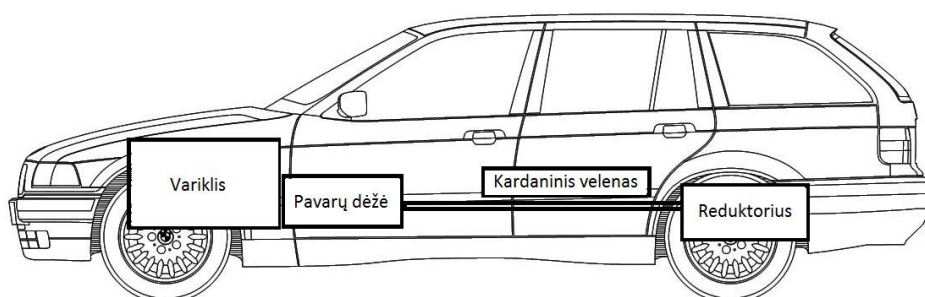 Variklis
Pavarų dėžė
Kardaninis velenas
Reduktorius